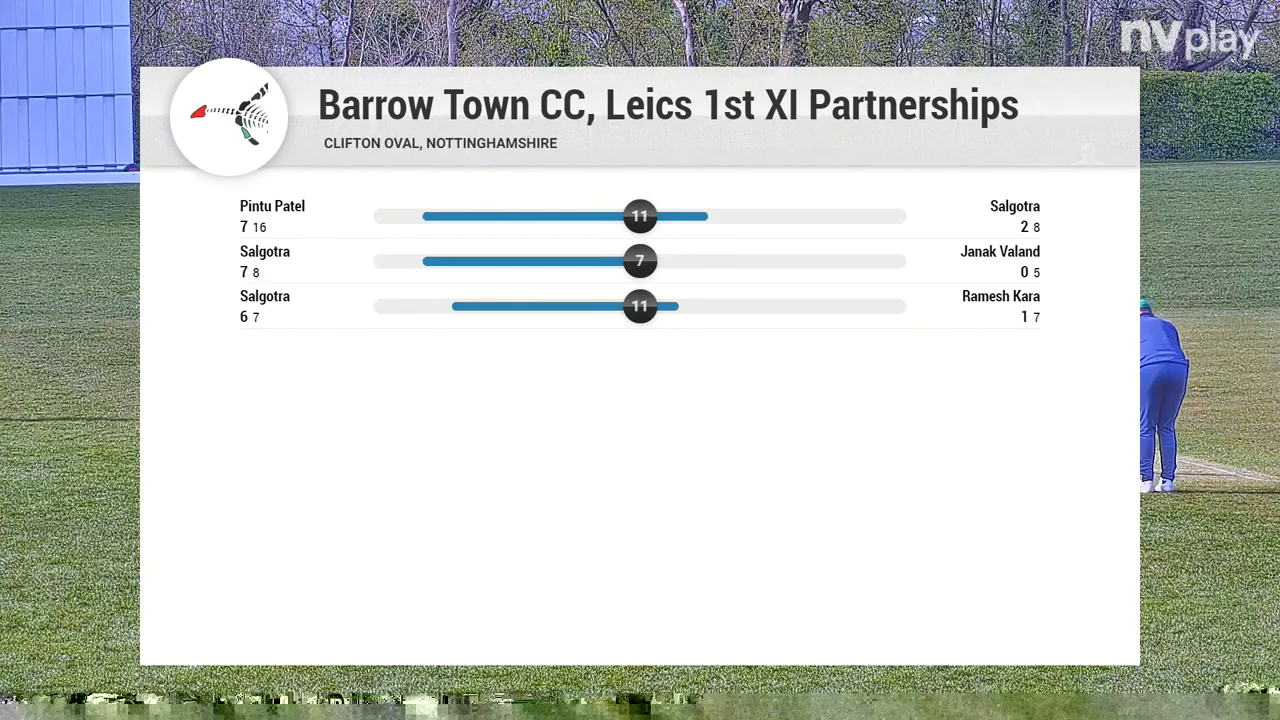 nvplay
Barrow Town CC, Leics 1st XI Partnerships
CLIFTON OVAL, NOTTINGHAMSHIRE
Pintu Patel 11 Salgotra
7 16 2 8
Salgotra 7 Janak Valand
7 8 0 5
Salgotra 11 Ramesh Kara
6 7 1 7